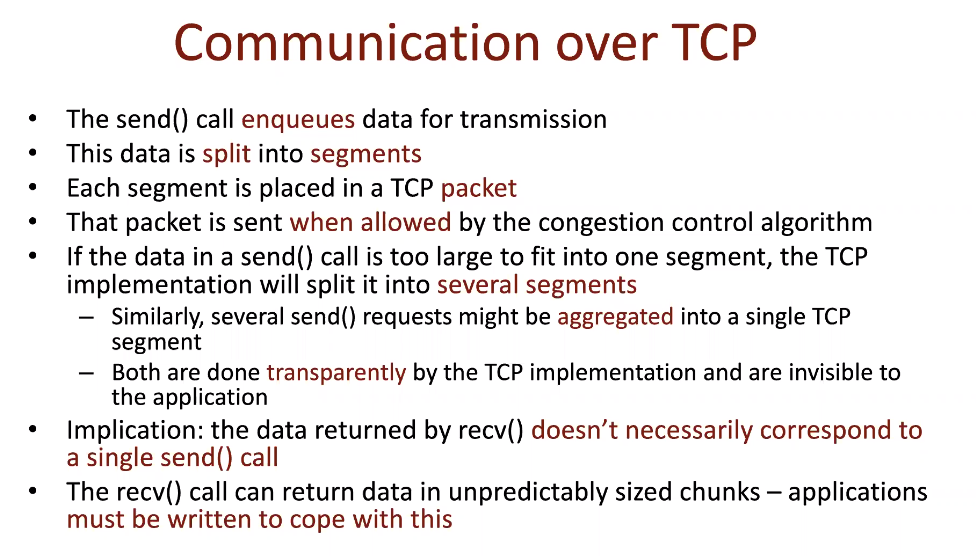 Communication over TCP
• The send() call enqueues data for transmission
• This data is split into segments
• Each segment is placed in a TCP packet
• That packet is sent when allowed by the congestion control algorithm
• If the data in a send() call is too large to fit into one segment, the TCP
implementation will split it into several segments
– Similarly, several send() requests might be aggregated into a single TCP
segment
– Both are done transparently by the TCP implementation and are invisible to
the application
• Implication: the data returned by recv() doesn’t necessarily correspond to
a single send() call
• The recv() call can return data in unpredictably sized chunks – applications
must be written to cope with this